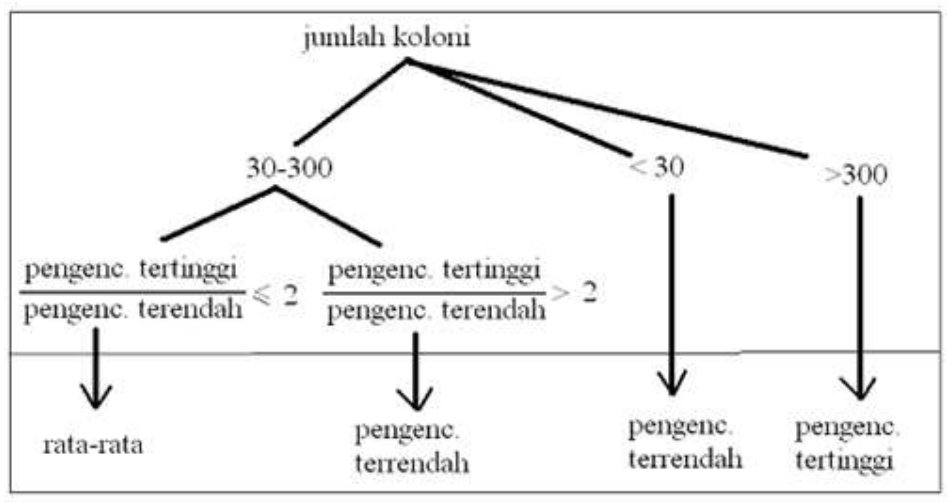 jumlah koloni
30-300
< 30
>300
pengenc. tertinggi
pengenc. terendah
⩽ 2
pengenc. tertinggi
pengenc. terendah
> 2
rata-rata
pengenc.
terrendah
pengenc.
terrendah
pengenc.
tertinggi